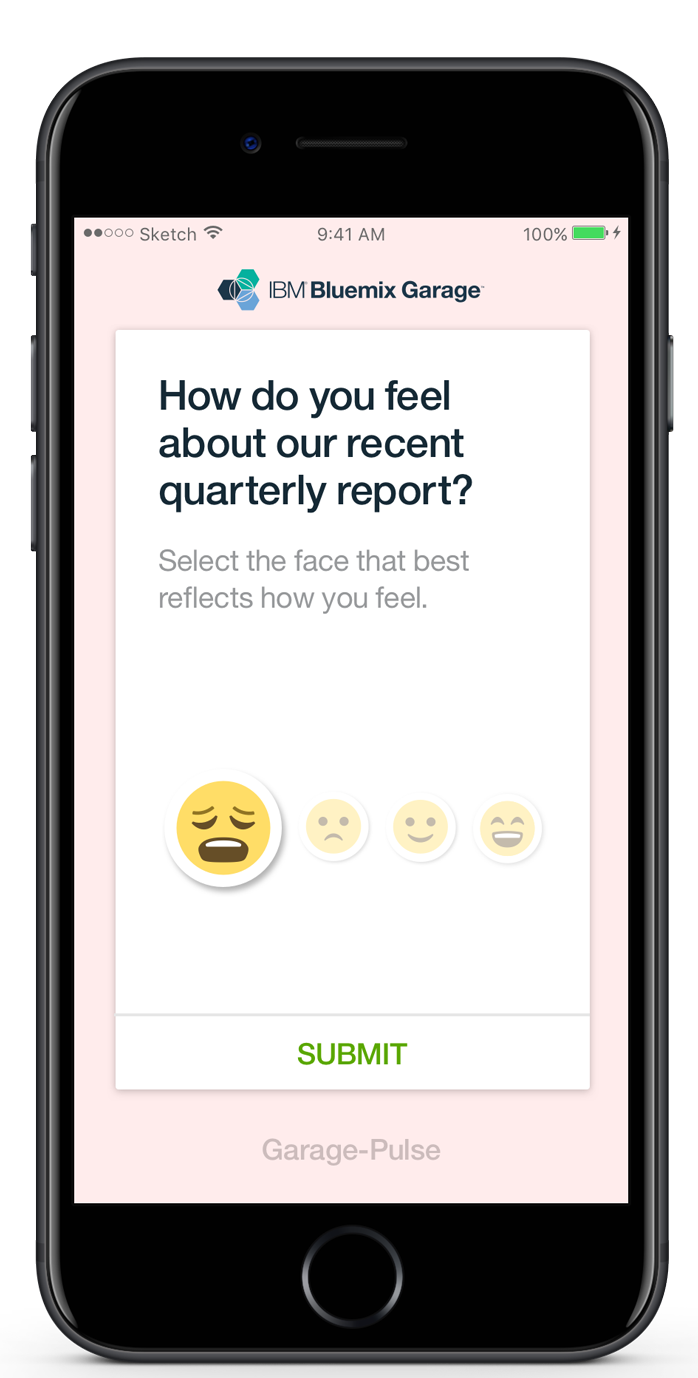 Sketch 9:41 AM 100%
IBM Bluemix Garage™
How do you feel
about our recent
quarterly report?
Select the face that best
reflects how you feel.
SUBMIT
Garage-Pulse